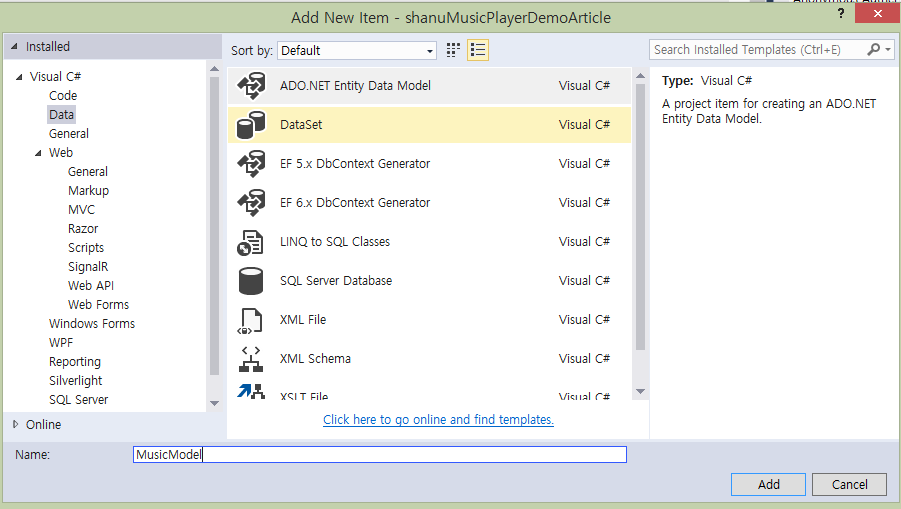 Add New Item - shanuMusicPlayerDemoArticle
?
Installed
Sort by: Default
Search Installed Templates (Ctrl+E)
Visual C#
Code
Data
General
Web
General
Markup
MVC
Razor
Scripts
SignalR
Web API
Web Forms
Windows Forms
WPF
Reporting
Silverlight
SQL Server
Online
ADO.NET Entity Data Model Visual C#
DataSet Visual C#
EF 5.x DbContext Generator Visual C#
EF 6.x DbContext Generator Visual C#
LINQ to SQL Classes Visual C#
SQL Server Database Visual C#
XML File Visual C#
XML Schema Visual C#
XSLT File Visual C#
Click here to go online and find templates.
Type: Visual C#
A project item for creating an ADO.NET
Entity Data Model.
Name: MusicModel
Add Cancel